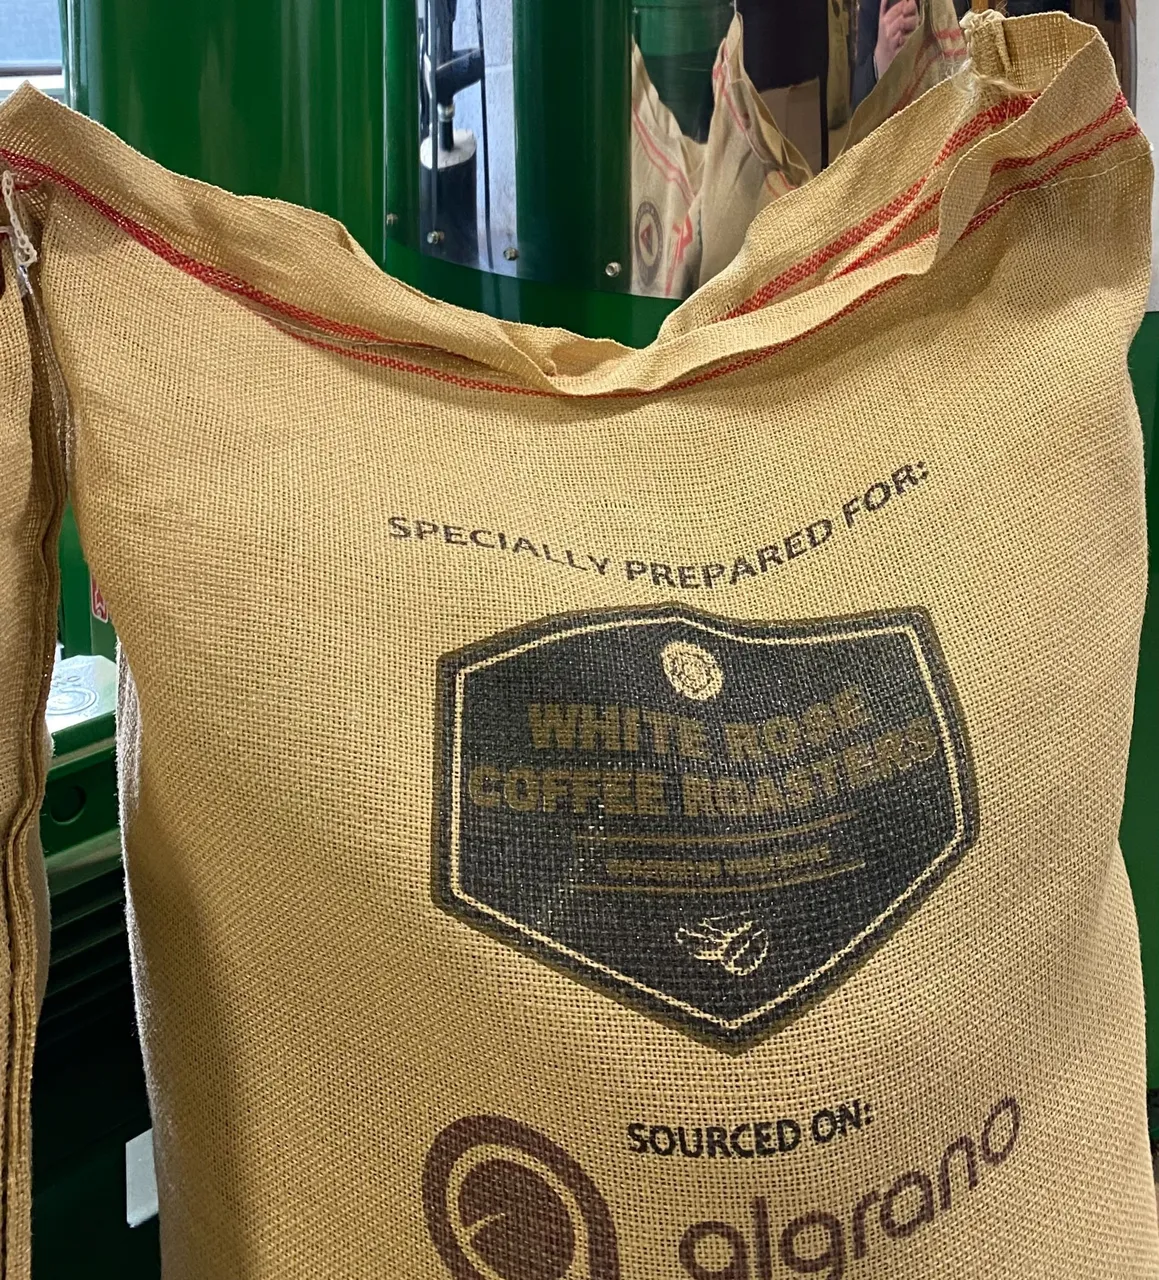 SPECIALLY PREPARED FOR:
WHITE ROSE
COFFEE ROASTERS
SOURCED ON:
algrano